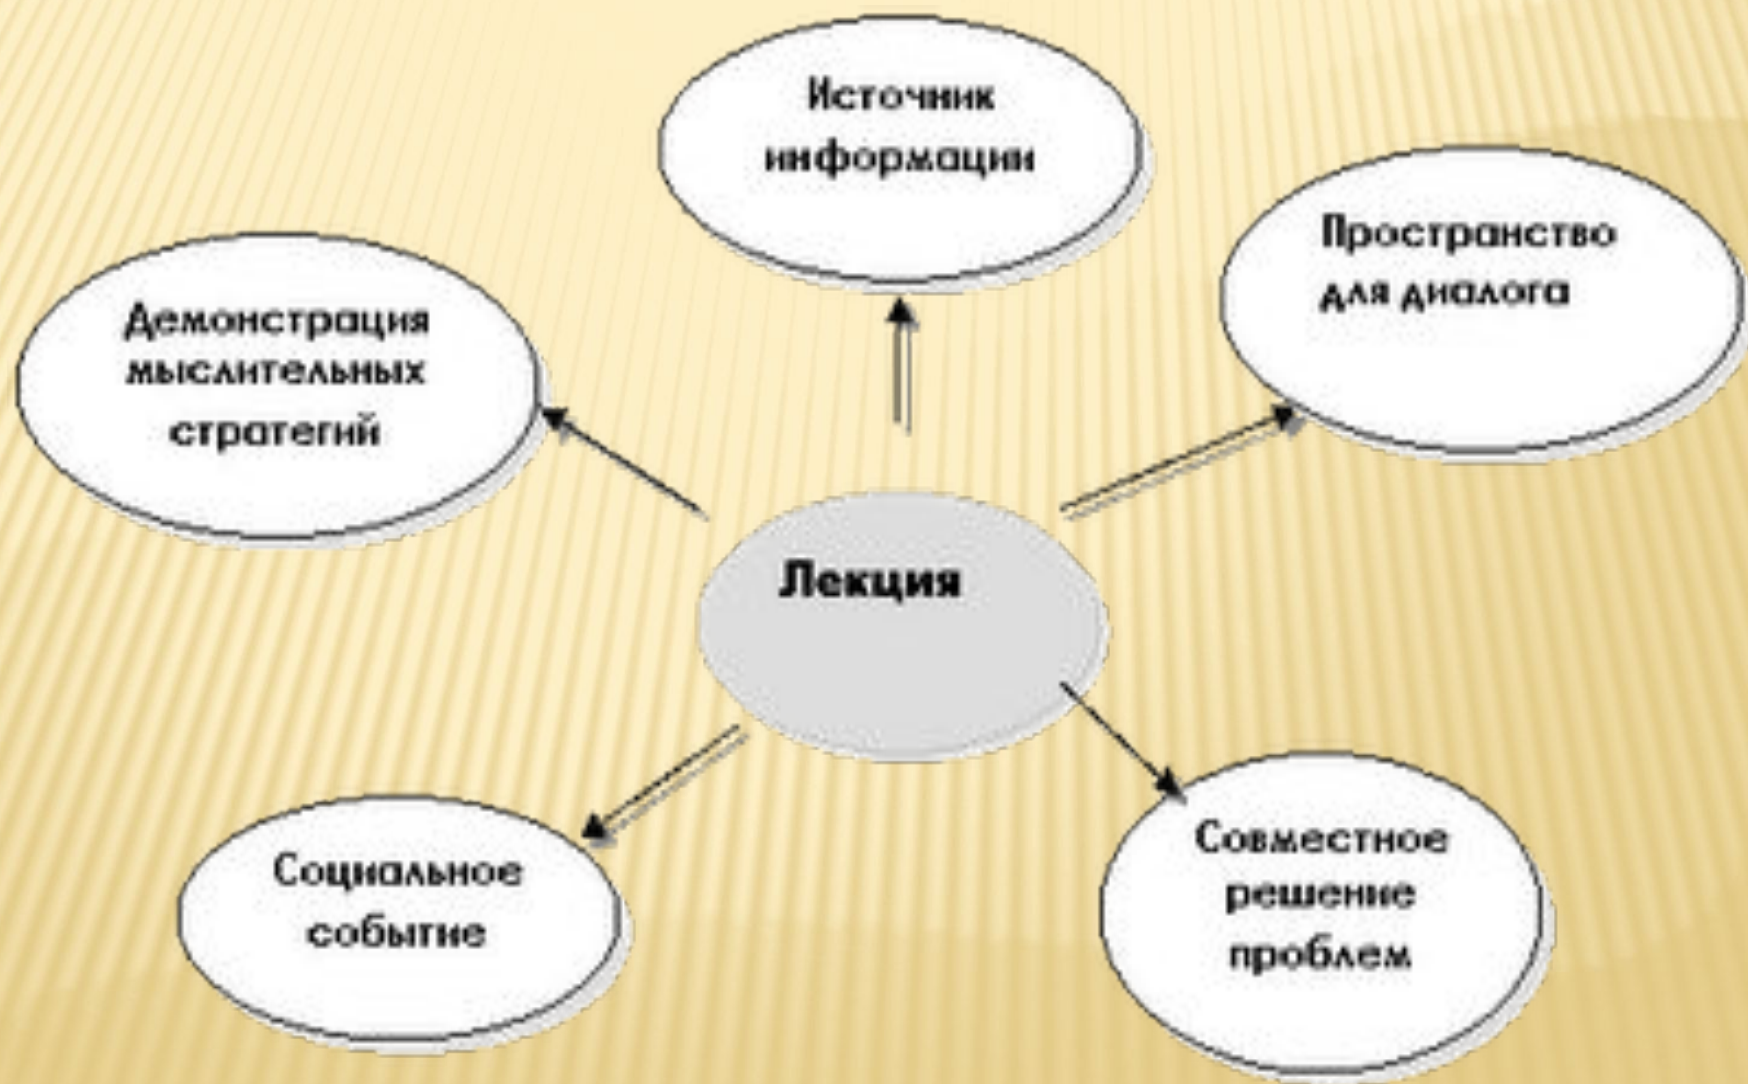 Источник
информации
Пространство
для диалога
Демонстрация
мыслительных
стратегий
Лекция
Социальное
событие
Совместное
решение
проблем